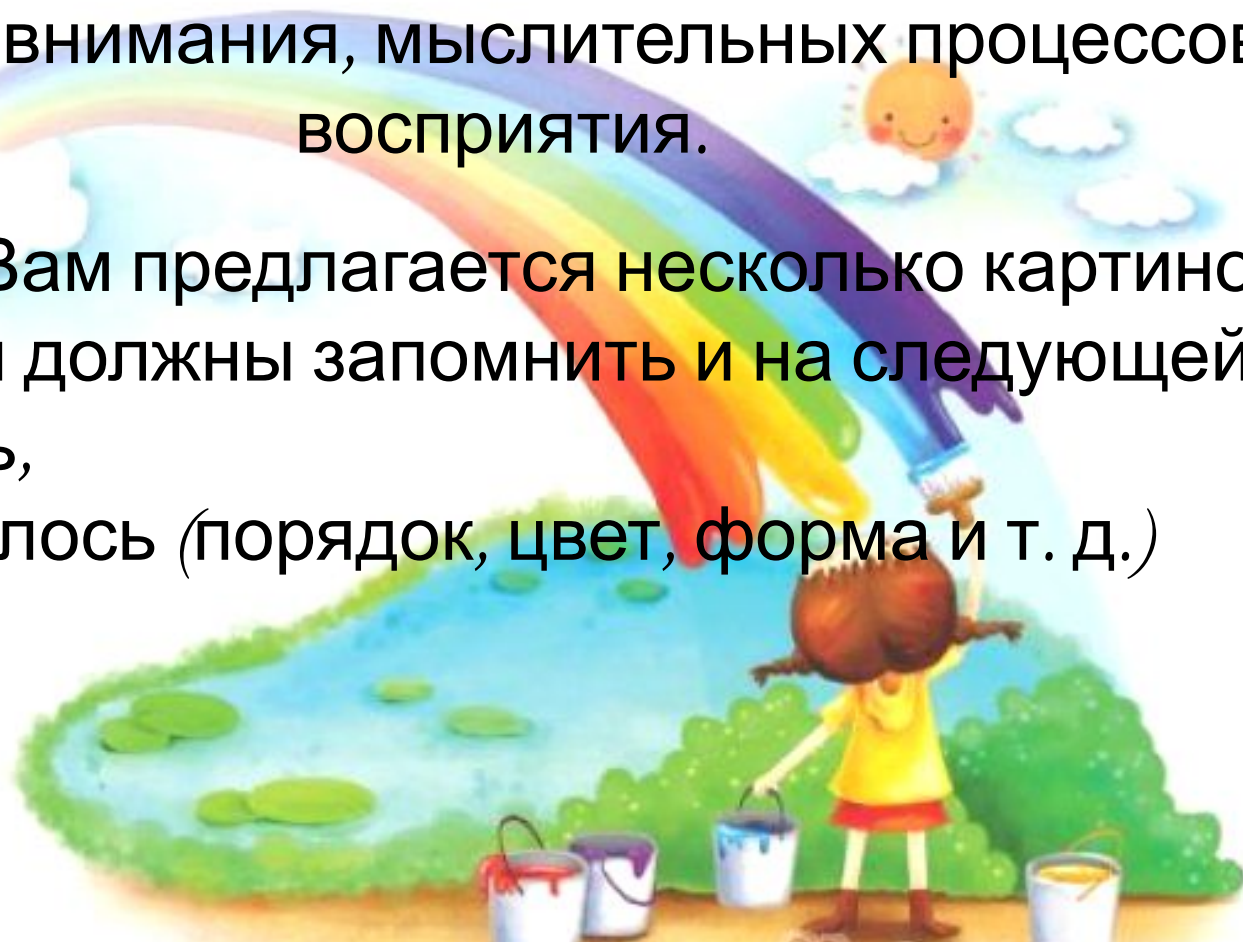 внимания, мыслительных процессов
восприятия.
Вам предлагается несколько картино
должны запомнить и на следующей
ь,
лось (порядок, цвет, форма и т. д.)